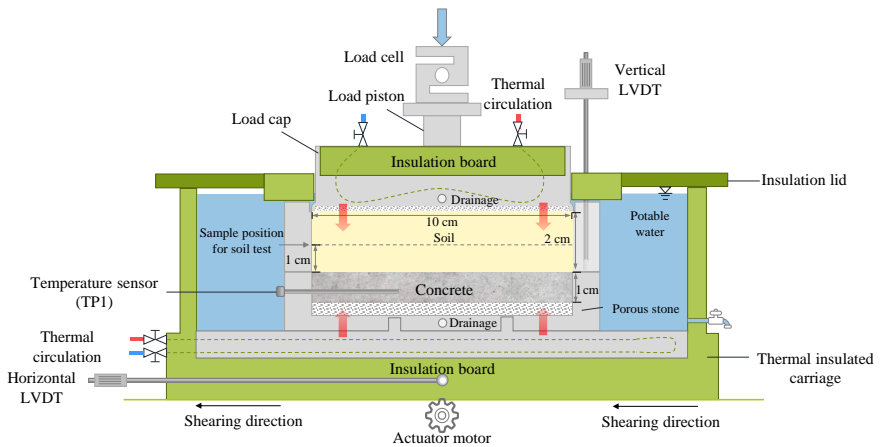 Load cell
Load piston
Thermal
circulation
Vertical
LVDT
Load cap
Insulation board
Insulation lid
Drainage
10 cm
Soil
2 cm
Sample position
for soil test
1 cm
Potable
water
Temperature sensor
(TP1)
Concrete
1cm
Porous stone
Drainage
Thermal
circulation
Insulation board
Thermal insulated
carriage
Horizontal
LVDT
Shearing direction
Actuator motor
Shearing direction